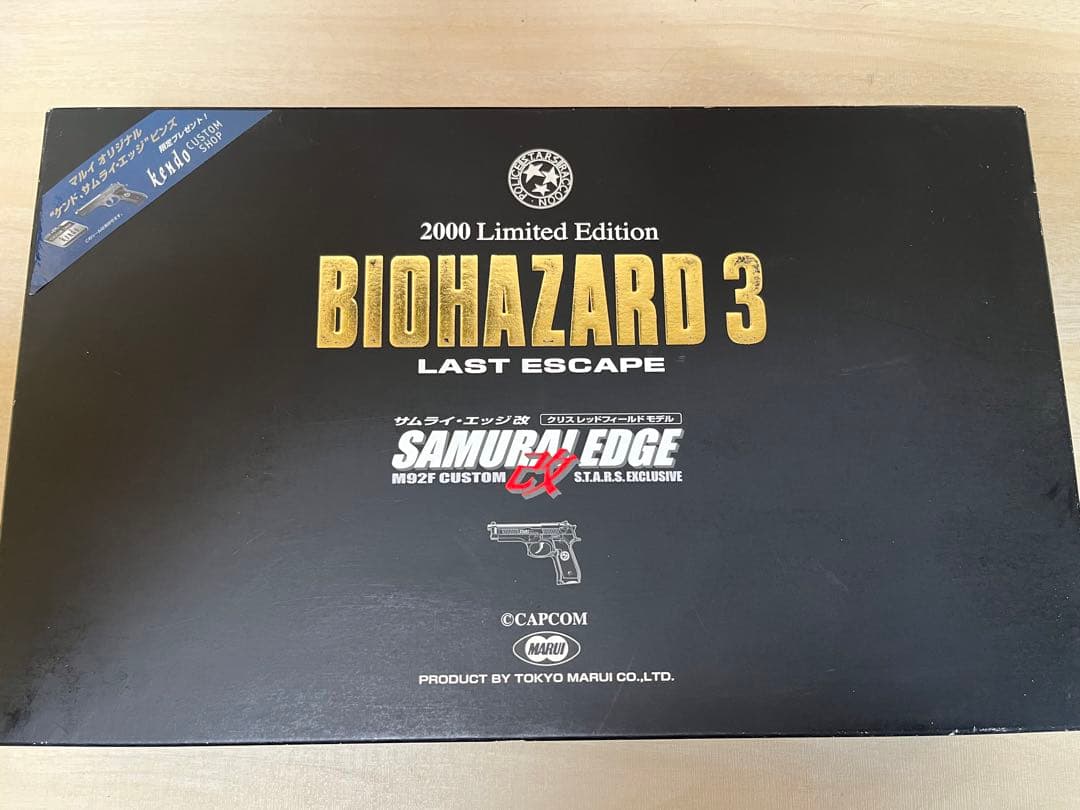 マルイ オリジナル
"ケンド、サムライ・エッジ"ピンズ
限定プレゼント!
kendo CUSTOM
SHOP
POLICE S.T.A.R.S. RACCOON
2000 Limited Edition
BIOHAZARD 3
LAST ESCAPE
サムライ・エッジ改 クリス レッドフィールド モデル
SAMURAI EDGE
改
M92F CUSTOM S.T.A.R.S. EXCLUSIVE
©CAPCOM
MARUI
PRODUCT BY TOKYO MARUI CO.,LTD.